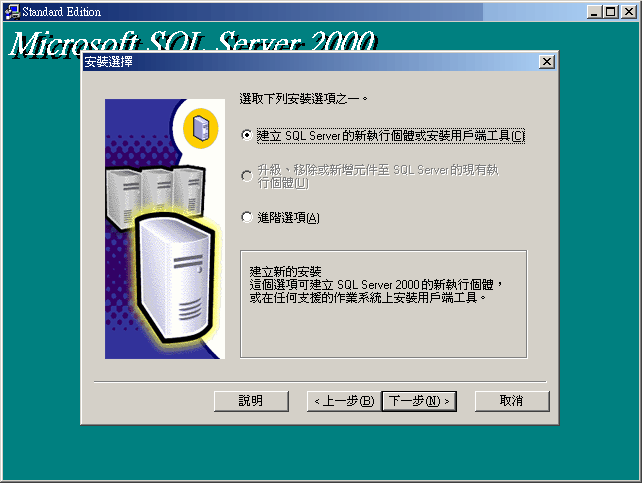 Standard Edition
Microsoft SQL Server 2000
安裝選擇
選取下列安裝選項之一。
建立 SQL Server 的新執行個體或安裝用戶端工具(C)
升級、移除或新增元件至 SQL Server 的現有執
行個體(U)
進階選項(A)
建立新的安裝
這個選項可建立 SQL Server 2000 的新執行個體，
或在任何支援的作業系統上安裝用戶端工具。
說明
< 上一步(B)
下一步(N) >
取消